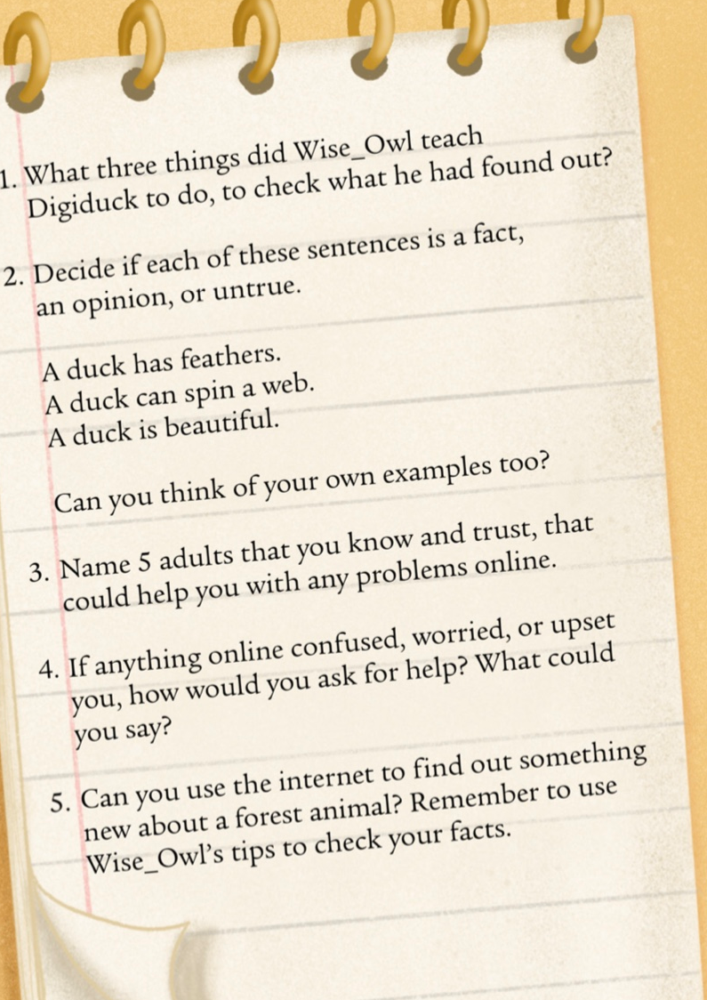 1. What three things did Wise_Owl teach
Digiduck to do, to check what he had found out?
2. Decide if each of these sentences is a fact,
an opinion, or untrue.
A duck has feathers.
A duck can spin a web.
A duck is beautiful.
Can you think of your own examples too?
3. Name 5 adults that you know and trust, that
could help you with any problems online.
4. If anything online confused, worried, or upset
you, how would you ask for help? What could
you say?
5. Can you use the internet to find out something
new about a forest animal? Remember to use
Wise_Owl's tips to check your facts.